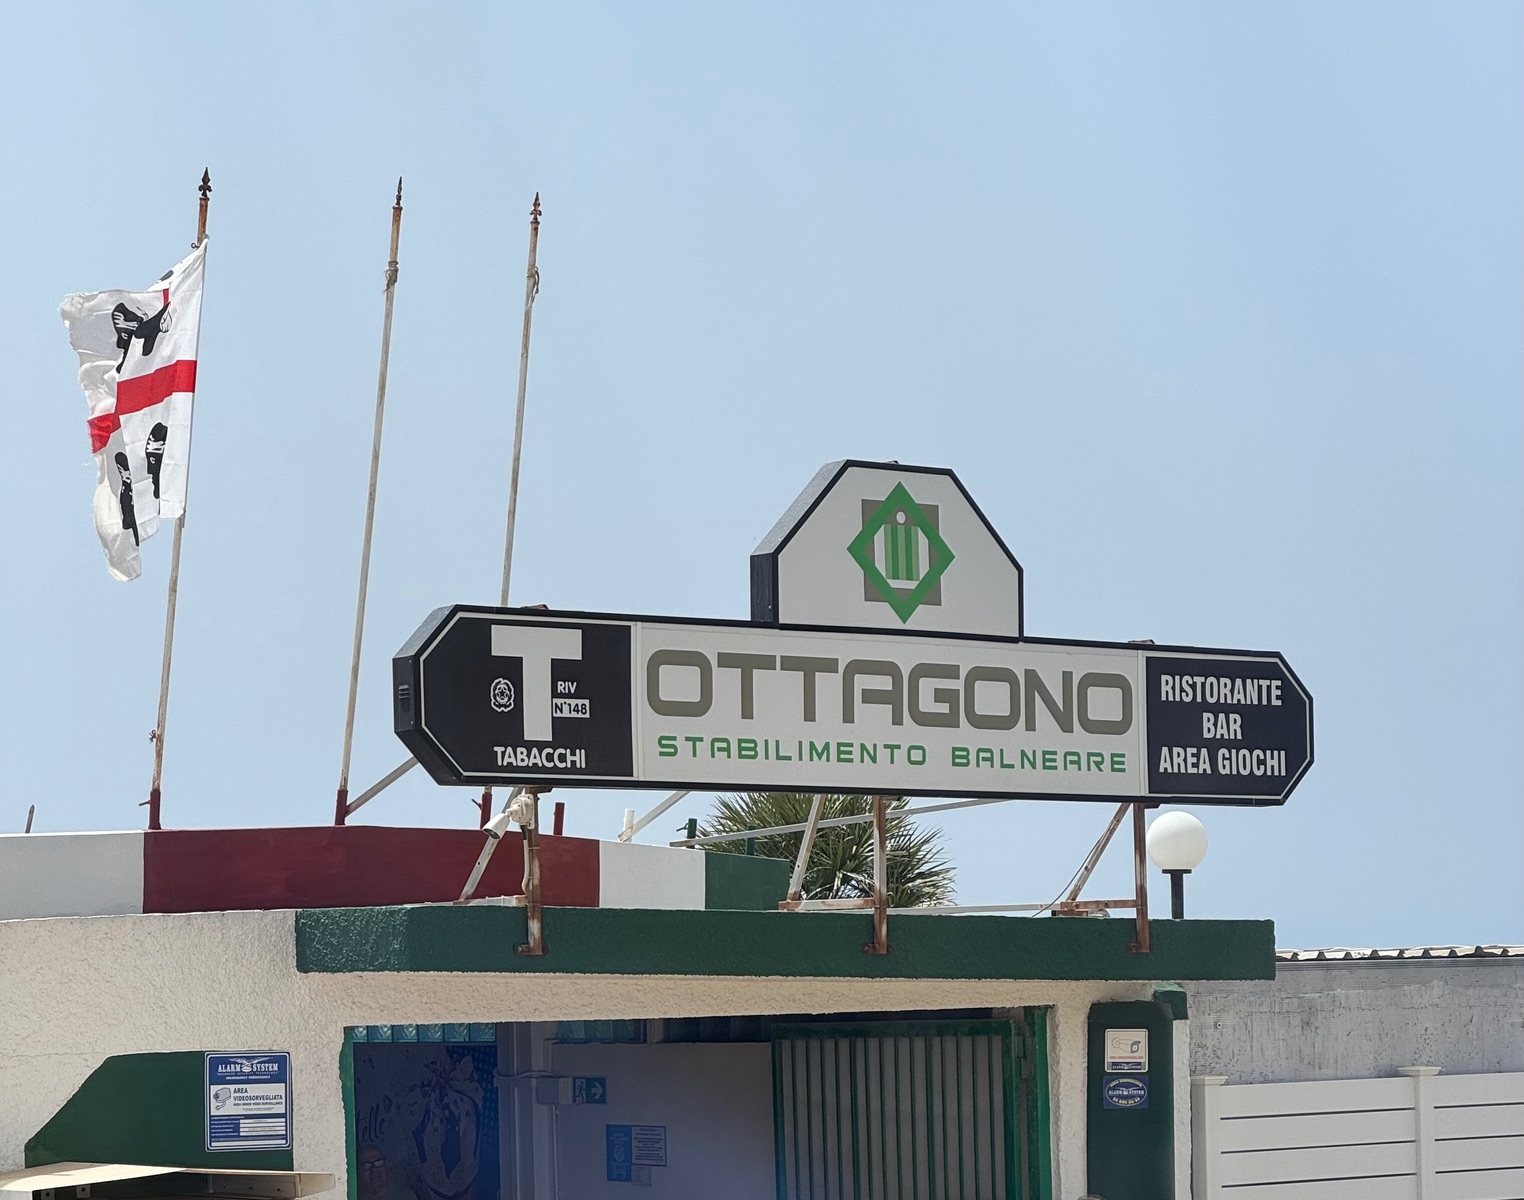 T
RIV
N°148
TABACCHI
OTTAGONO
STABILIMENTO BALNEARE
RISTORANTE
BAR
AREA GIOCHI
ALARM SYSTEM
AREA
VIDEOSORVEGLIATA